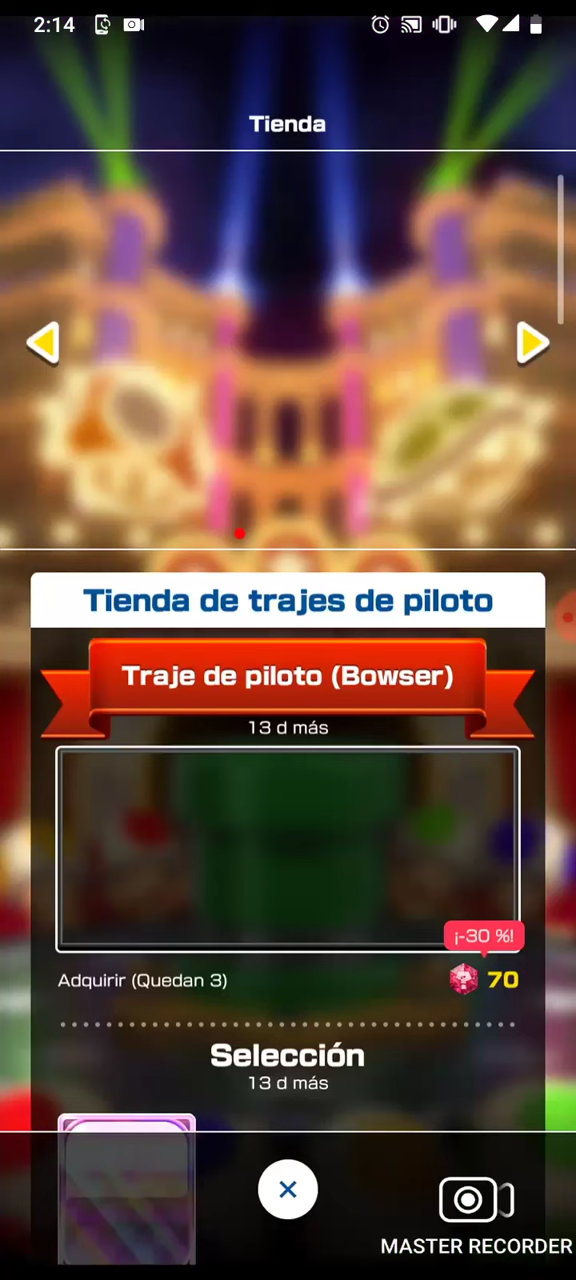 2:14
Tienda
Tienda de trajes de piloto
Traje de piloto (Bowser)
13 d más
¡-30 %!
Adquirir (Quedan 3)
70
Selección
13 d más
MASTER RECORDER